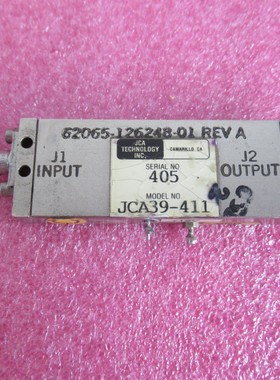 62065-126248-01 REV A
JCA
TECHNOLOGY
INC.
CAMARILLO, CA
J1
INPUT
J2
OUTPUT
SERIAL NO
405
MODEL NO
JCA39-411